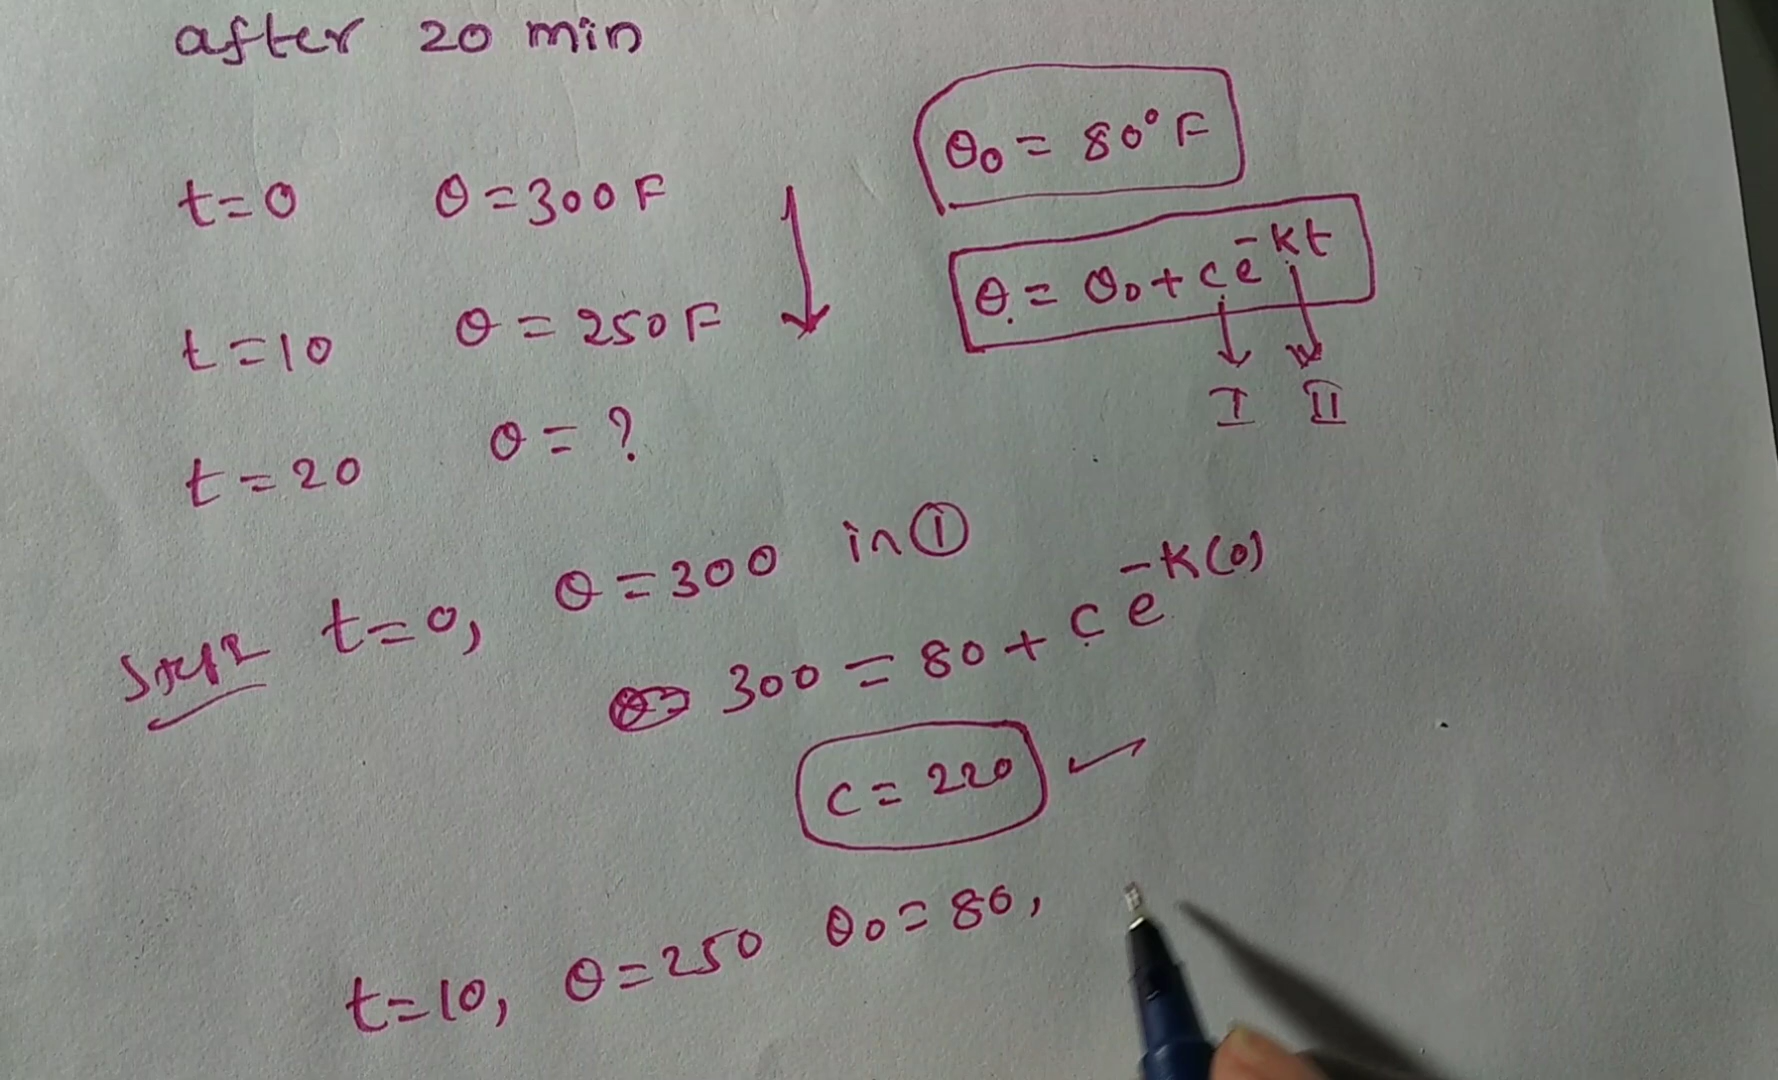 after 20 min
θ₀ = 80°F
t=0 θ=300F
θ = θ₀ + ce^-kt
t=10 θ=250F
I II
t=20 θ=?
t=0, θ=300 in ①
300 = 80 + c e^-k(0)
c = 220 ✓
t=10, θ=250 θ₀=80,